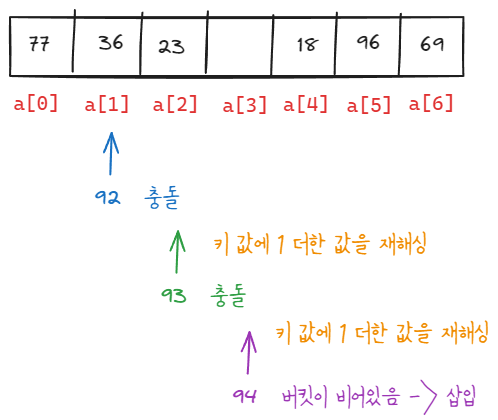 77 36 23 18 96 69
a[0] a[1] a[2] a[3] a[4] a[5] a[6]
92 충돌
키 값에 1 더한 값을 재해싱
93 충돌
키 값에 1 더한 값을 재해싱
94 버킷이 비어있음 -> 삽입